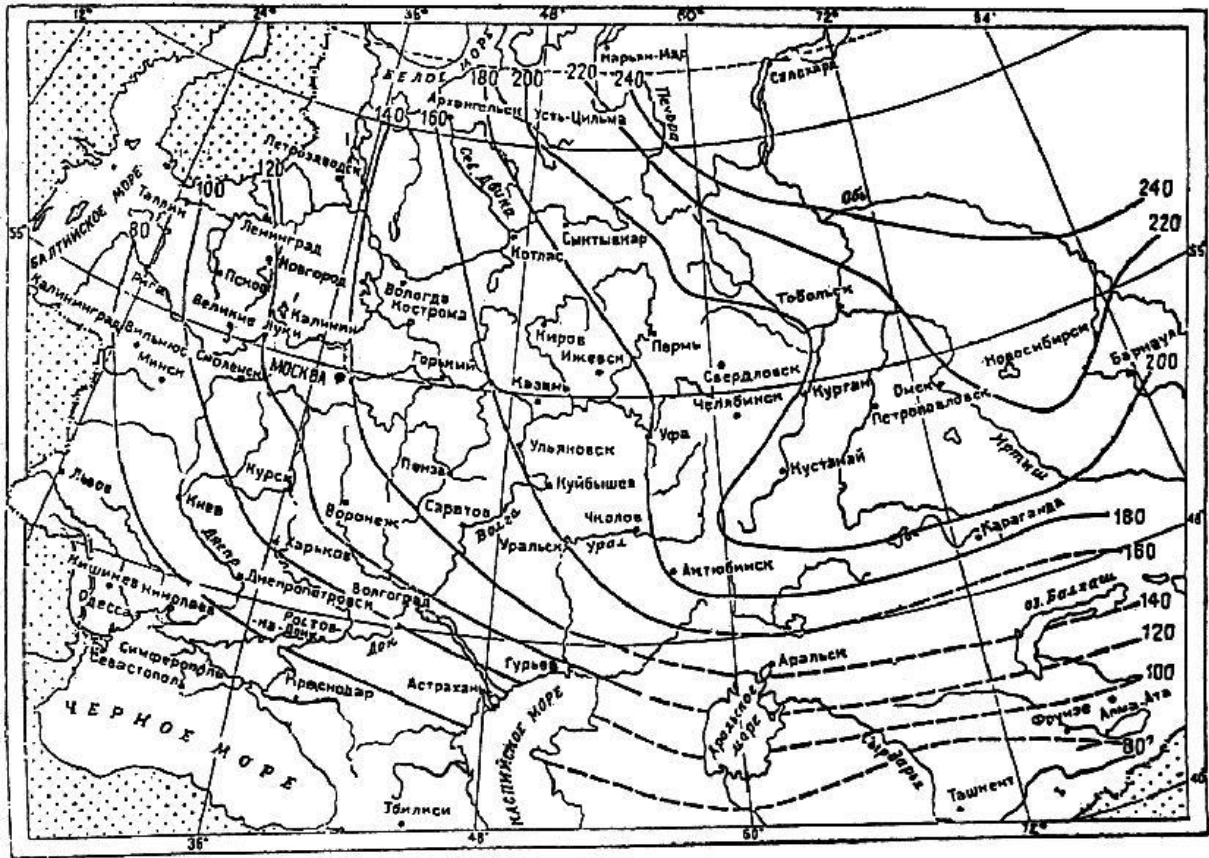 12° 24° 36° 48° 60° 72° 84°
БЕЛОЕ МОРЕ
180 200 220 240
Салехард
Печора
140 160 Архангельск Усть-Цильма
Петрозаводск
Сев. Двина
БАЛТИЙСКОЕ МОРЕ
Таллин
80 100 120
240
220
Обь
55
55
Ленинград
Новгород
Псков
Котлас
Сыктывкар
Рига
Вологда
Кострома
Калинин
Тобольск
Калининград
Вильнюс
Великие Луки
Минск
Смоленск
МОСКВА
Горький
Киров
Ижевск
Пермь
Казань
Свердловск
Челябинск
Курган
Новосибирск
Барнаул
200
Омск
Петропавловск
Уфа
Ульяновск
Куйбышев
Кустанай
Иртыш
Львов
Киев
Курск
Пенза
Воронеж
Саратов
Волга
Чкалов
Уральск
Урал
Караганда
180
48
Актюбинск
Днепр
Харьков
160
Кишинев
Николаев
Днепропетровск
Волгоград
оз. Балхаш
140
Одесса
Ростов-
на-Дону
Дон
120
Симферополь
Севастополь
Гурьев
Аральск
100
Краснодар
Астрахань
Фрунзе
Алма-Ата
80
ЧЕРНОЕ МОРЕ
КАСПИЙСКОЕ МОРЕ
Аральское
море
Сырдарья
Ташкент
40
Тбилиси
36° 48° 60° 72°